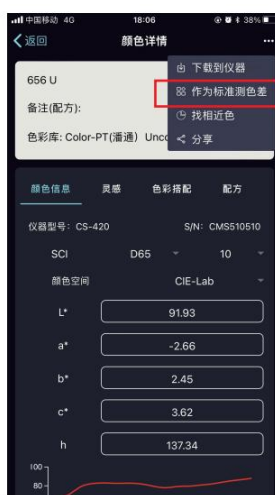 中国移动 4G 18:06 38%
返回 颜色详情 ...
下载到仪器
656 U
作为标准测色差
备注(配方):
找相近色
色彩库: Color-PT(潘通) Unco
分享
颜色信息 灵感 色彩搭配 配方
仪器型号: CS-420 S/N: CMS510510
SCI D65 10
颜色空间 CIE-Lab
L* 91.93
a* -2.66
b* 2.45
c* 3.62
h 137.34
100
80